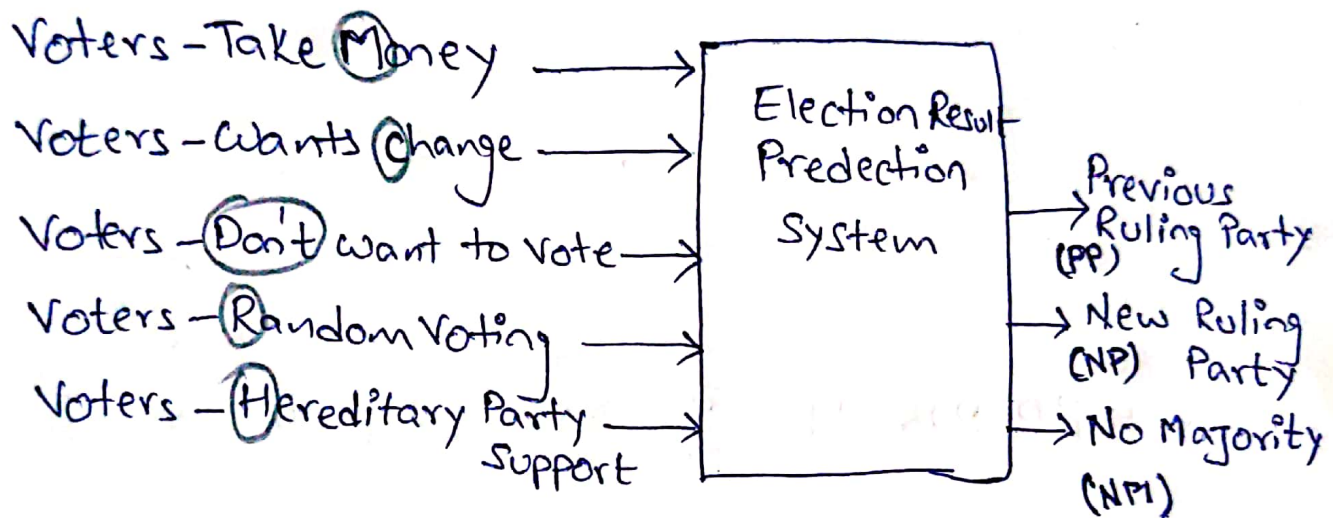 Voters - Take Money
Voters - Wants Change
Voters - Don't want to vote
Voters - Random Voting
Voters - Hereditary Party
Support
Election Result
Predection
System
Previous
Ruling Party
(PP)
New Ruling
(NP) Party
No Majority
(NM)